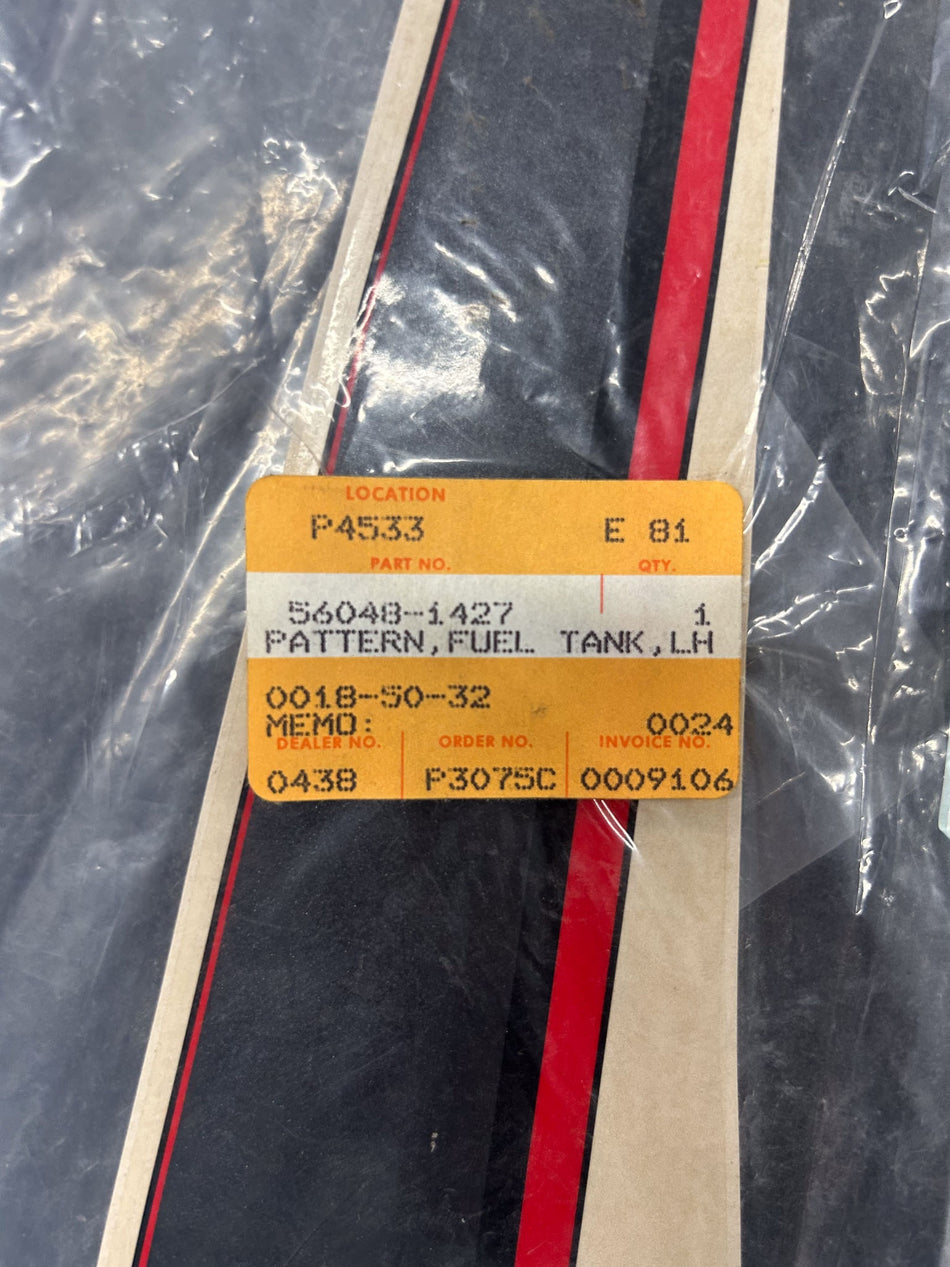 LOCATION
P4533 E 81
PART NO. QTY.
56048-1427 1
PATTERN,FUEL TANK,LH
0018-50-32
MEMO: 0024
DEALER NO. ORDER NO. INVOICE NO.
0438 P3075C 0009106